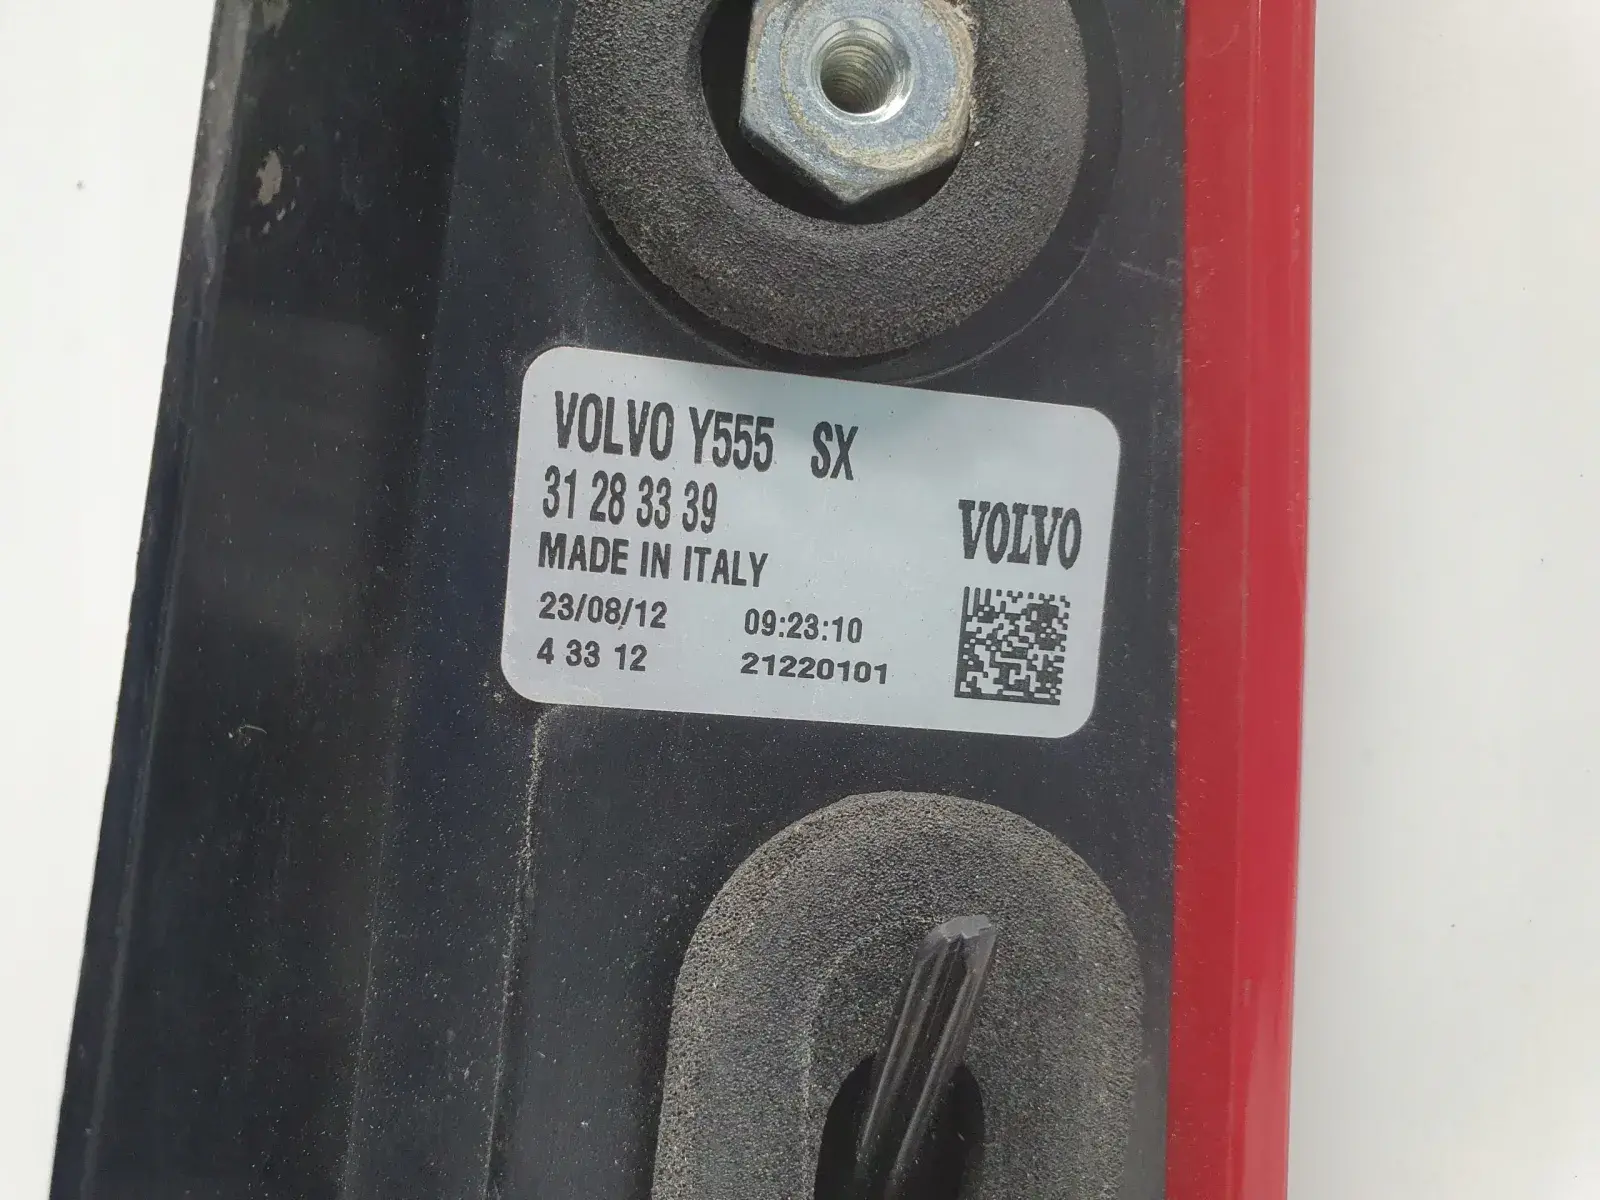 VOLVO Y555 SX
31 28 33 39
MADE IN ITALY
VOLVO
23/08/12 09:23:10
4 33 12 21220101